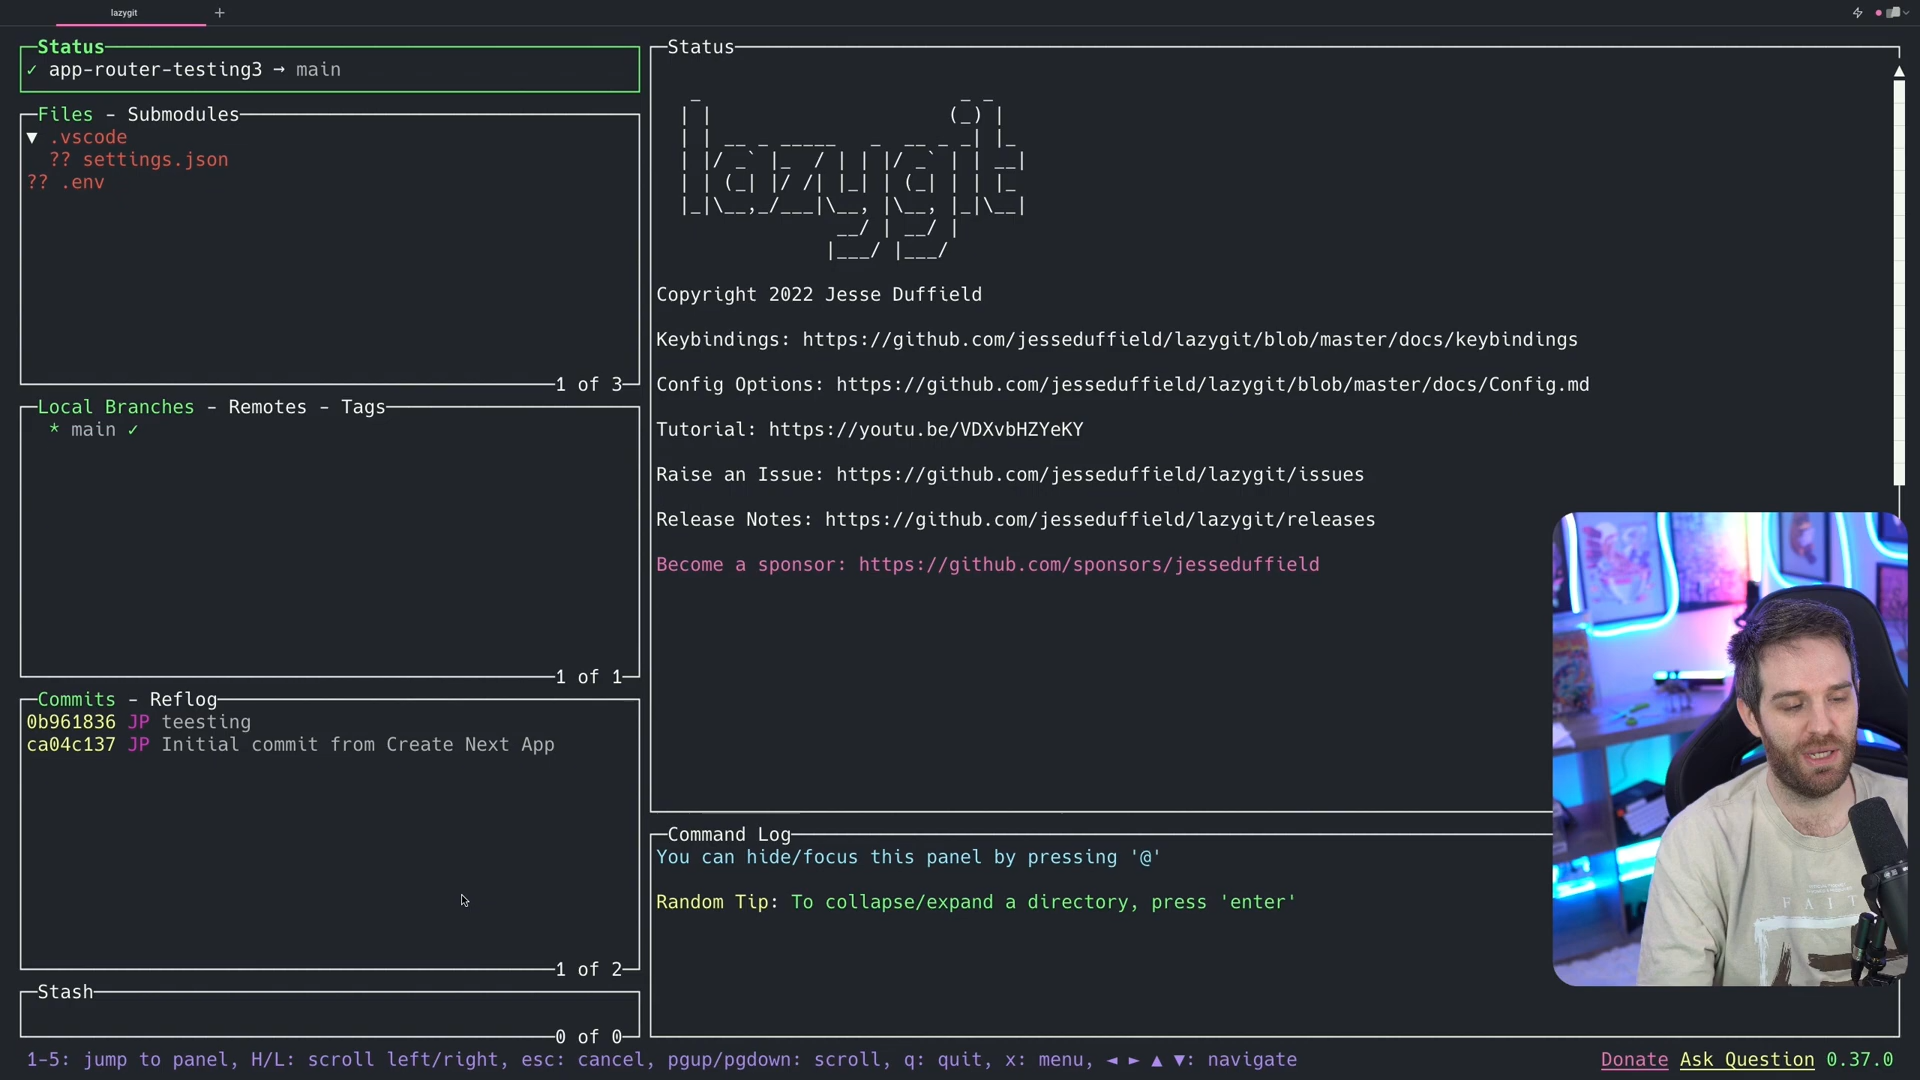 lazygit
Status
✓ app-router-testing3 → main
Files - Submodules
▼ .vscode
?? settings.json
?? .env
1 of 3
Local Branches - Remotes - Tags
* main ✓
1 of 1
Commits - Reflog
0b961836 JP teesting
ca04c137 JP Initial commit from Create Next App
1 of 2
Stash
0 of 0
Status
lazygit
Copyright 2022 Jesse Duffield
Keybindings: https://github.com/jesseduffield/lazygit/blob/master/docs/keybindings
Config Options: https://github.com/jesseduffield/lazygit/blob/master/docs/Config.md
Tutorial: https://youtu.be/VDXvbHZYeKY
Raise an Issue: https://github.com/jesseduffield/lazygit/issues
Release Notes: https://github.com/jesseduffield/lazygit/releases
Become a sponsor: https://github.com/sponsors/jesseduffield
Command Log
You can hide/focus this panel by pressing '@'
Random Tip: To collapse/expand a directory, press 'enter'
1-5: jump to panel, H/L: scroll left/right, esc: cancel, pgup/pgdown: scroll, q: quit, x: menu, ◄ ► ▲ ▼: navigate
Donate Ask Question 0.37.0